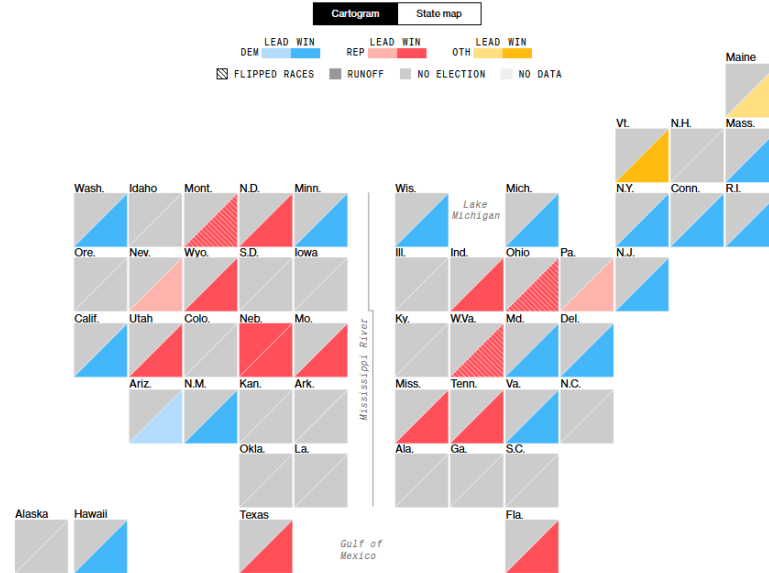 Cartogram State map
LEAD WIN LEAD WIN LEAD WIN
DEM REP OTH
FLIPPED RACES RUNOFF NO ELECTION NO DATA
Maine
Vt. N.H. Mass.
Wash. Idaho Mont. N.D. Minn. Wis. Mich. N.Y. Conn. R.I.
Lake
Michigan
Ore. Nev. Wyo. S.D. Iowa Ill. Ind. Ohio Pa. N.J.
Calif. Utah Colo. Neb. Mo. Ky. W.Va. Md. Del.
Mississippi River
Ariz. N.M. Kan. Ark. Miss. Tenn. Va. N.C.
Okla. La. Ala. Ga. S.C.
Alaska Hawaii Texas Fla.
Gulf of
Mexico